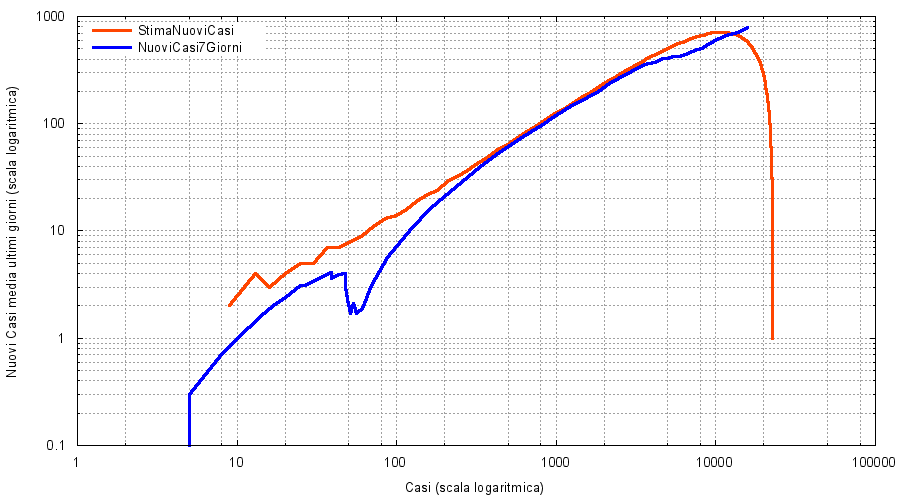 StimaNuoviCasi
NuoviCasi7Giorni
Nuovi Casi media ultimi giorni (scala logaritmica)
1000
100
10
1
0.1
1
10
100
1000
10000
100000
Casi (scala logaritmica)